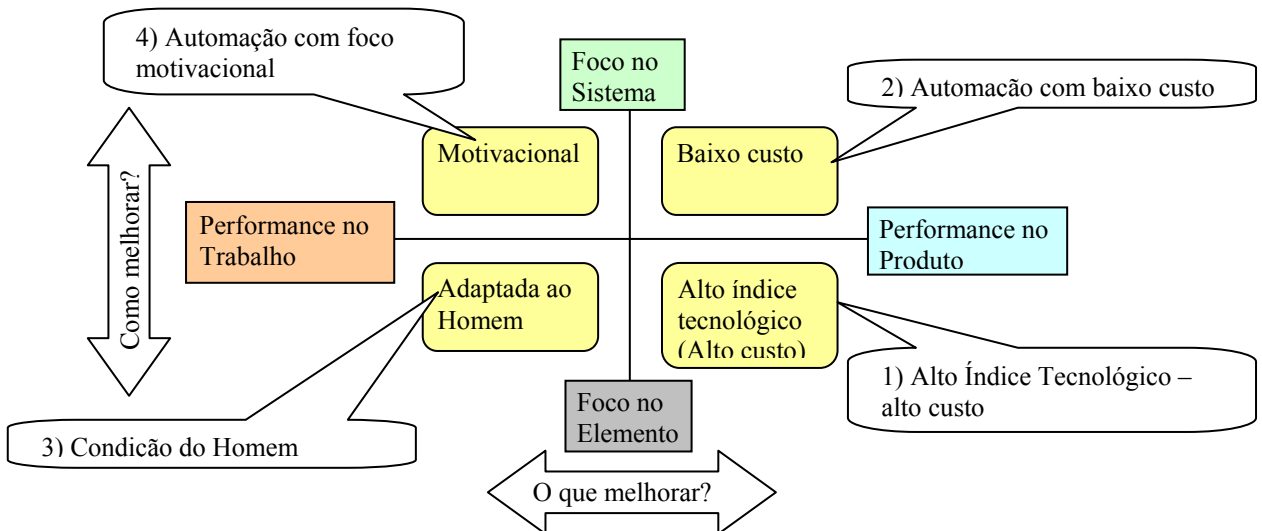 4) Automação com foco
motivacional
Foco no
Sistema
2) Automação com baixo custo
Motivacional
Baixo custo
Como melhorar?
Performance no
Trabalho
Performance no
Produto
Adaptada ao
Homem
Alto índice
tecnológico
(Alto custo)
1) Alto Índice Tecnológico –
alto custo
Foco no
Elemento
3) Condição do Homem
O que melhorar?